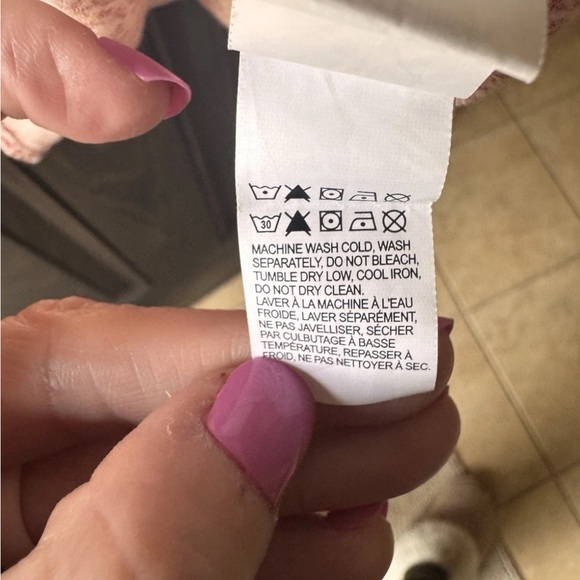 30
MACHINE WASH COLD, WASH
SEPARATELY, DO NOT BLEACH,
TUMBLE DRY LOW, COOL IRON,
DO NOT DRY CLEAN.
LAVER À LA MACHINE À L'EAU
FROIDE, LAVER SÉPARÉMENT,
NE PAS JAVELLISER, SÉCHER
PAR CULBUTAGE À BASSE
TEMPÉRATURE, REPASSER À
FROID, NE PAS NETTOYER À SEC.